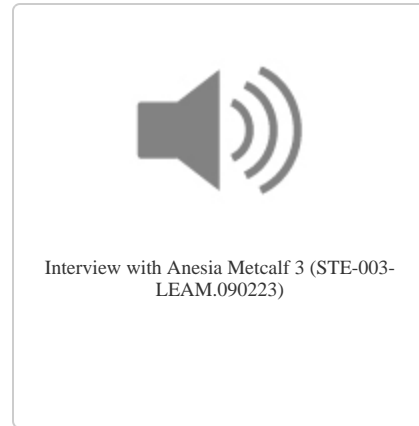 Interview with Anesia Metcalf 3 (STE-003-
LEAM.090223)